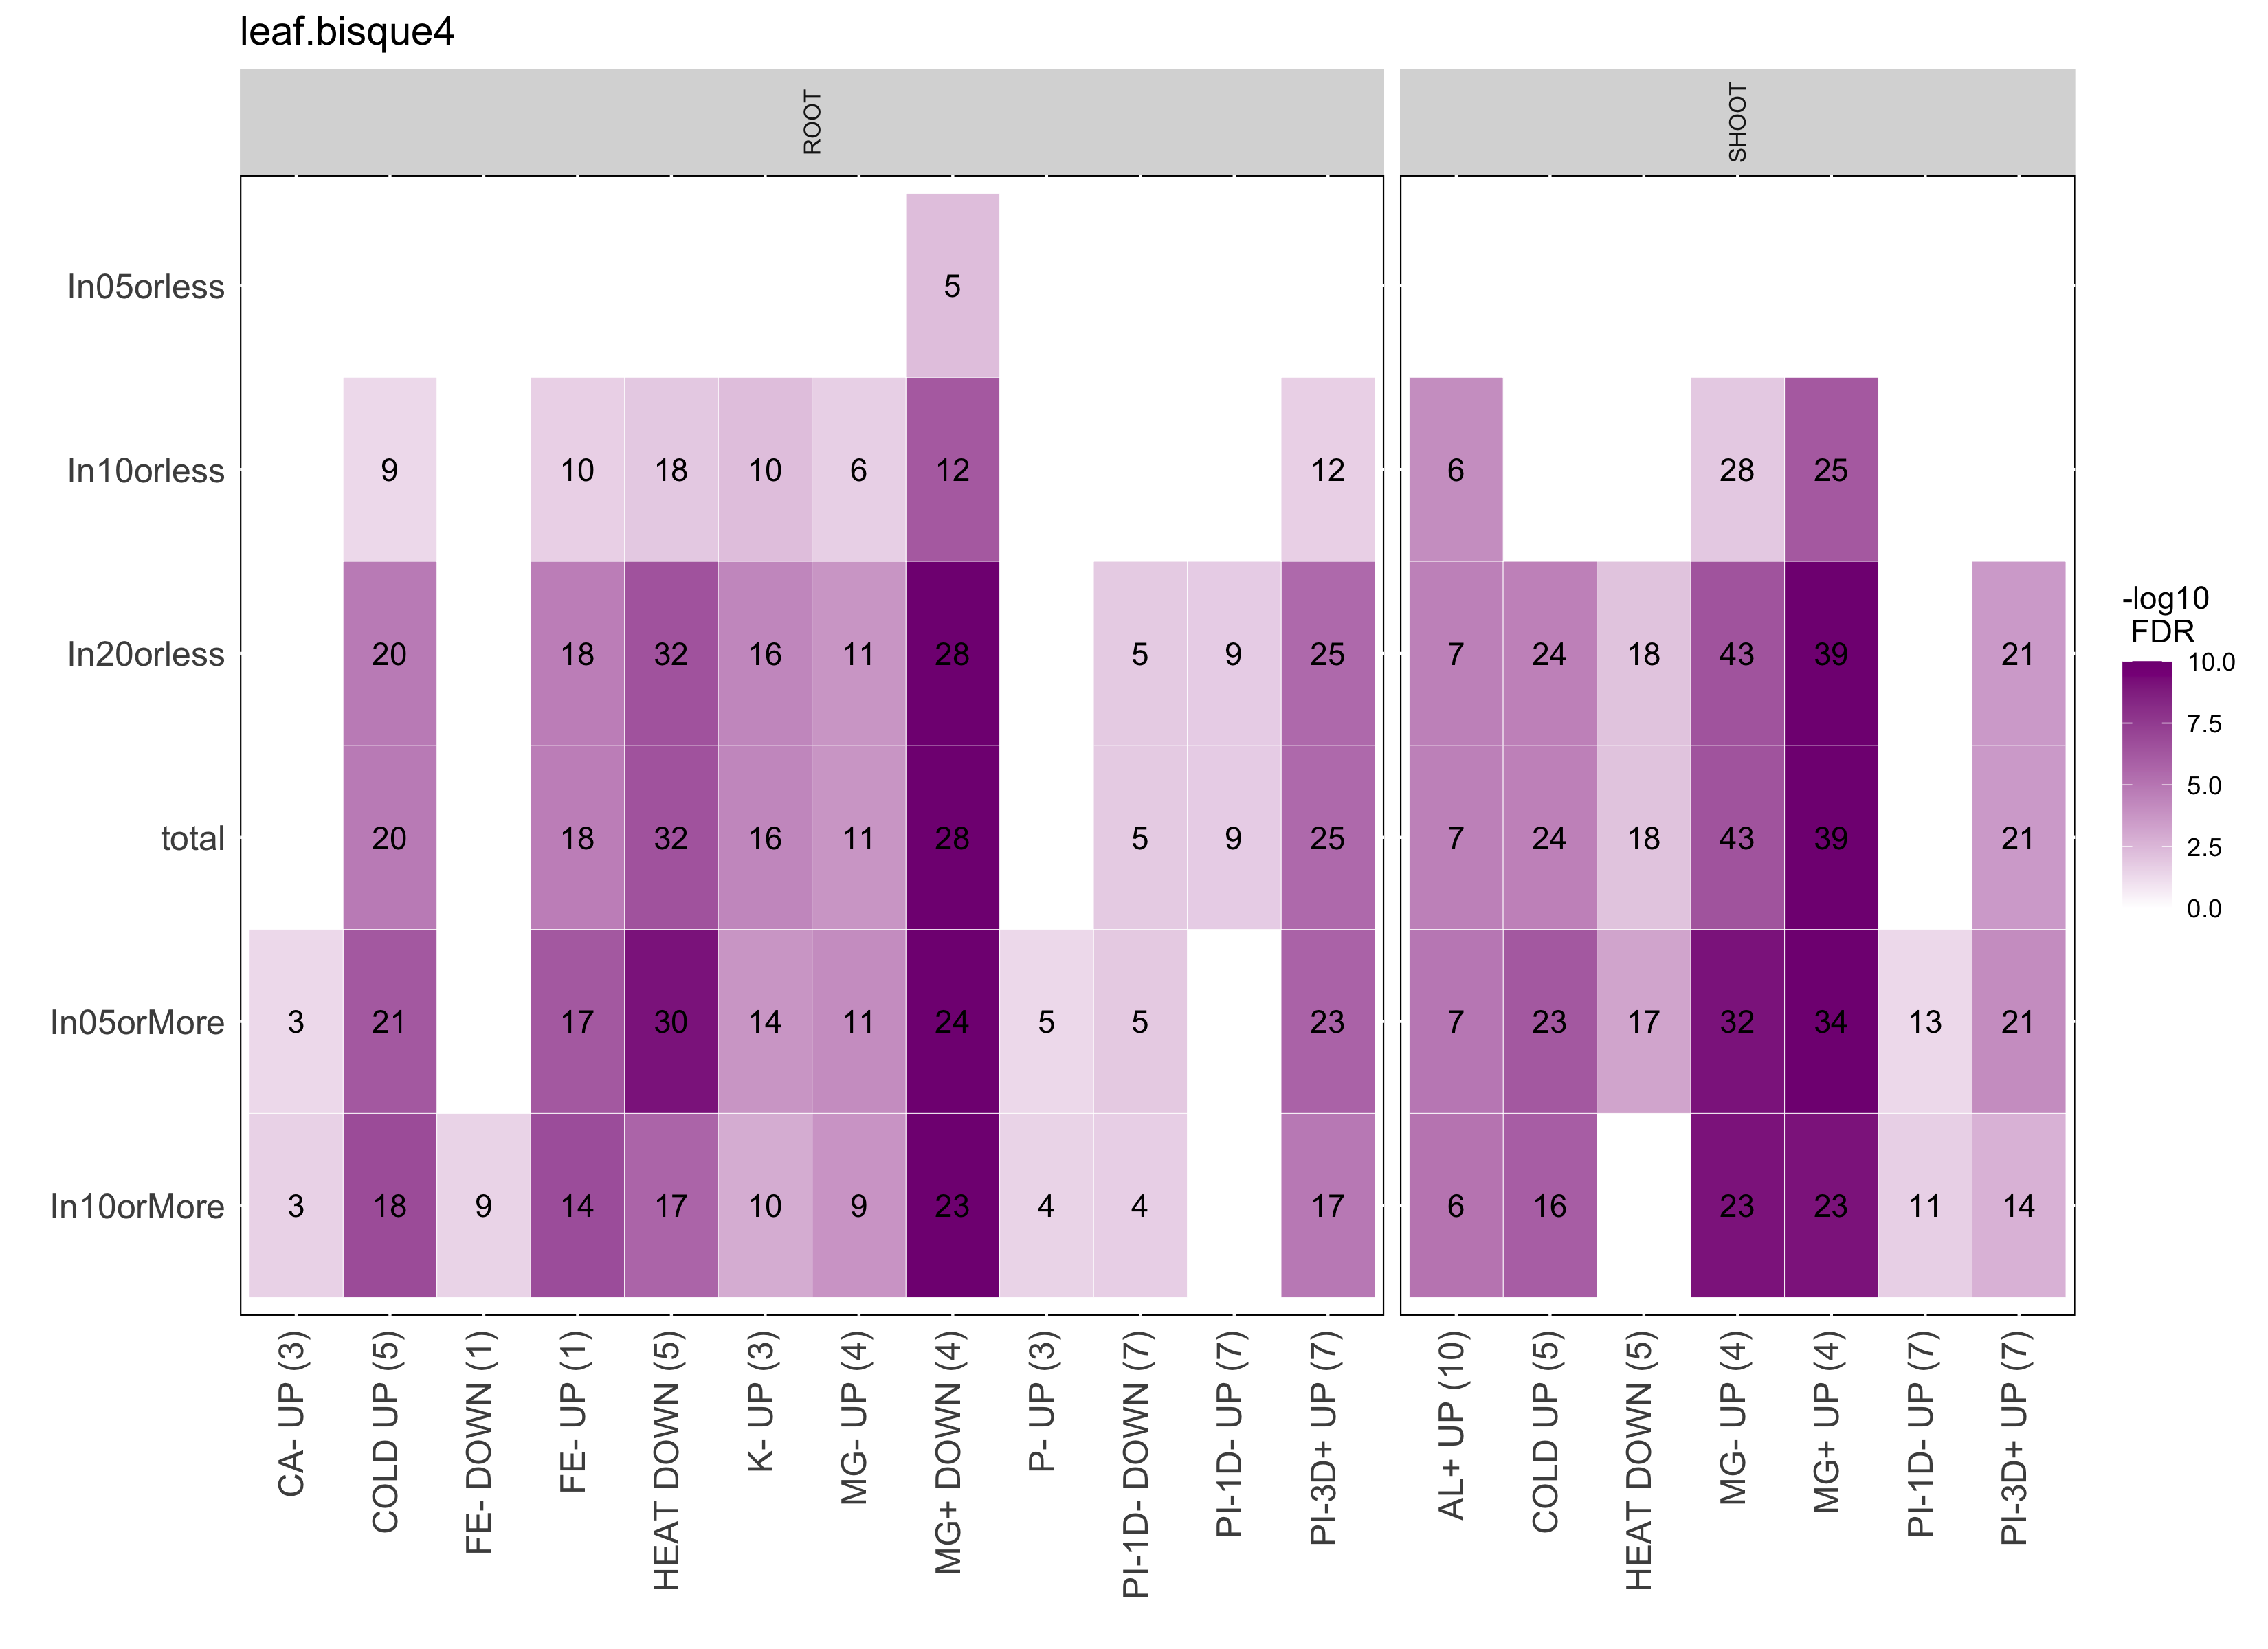 leaf.bisque4
ROOT
SHOOT
In05orless
5
In10orless
9 10 18 10 6 12 12 6 28 25
In20orless
20 18 32 16 11 28 5 9 25 7 24 18 43 39 21
total
20 18 32 16 11 28 5 9 25 7 24 18 43 39 21
In05orMore
3 21 17 30 14 11 24 5 5 23 7 23 17 32 34 13 21
In10orMore
3 18 9 14 17 10 9 23 4 4 17 6 16 23 23 11 14
CA- UP (3)
COLD UP (5)
FE- DOWN (1)
FE- UP (1)
HEAT DOWN (5)
K- UP (3)
MG- UP (4)
MG+ DOWN (4)
P- UP (3)
PI-1D- DOWN (7)
PI-1D- UP (7)
PI-3D+ UP (7)
AL+ UP (10)
COLD UP (5)
HEAT DOWN (5)
MG- UP (4)
MG+ UP (4)
PI-1D- UP (7)
PI-3D+ UP (7)
-log10
FDR
10.0
7.5
5.0
2.5
0.0